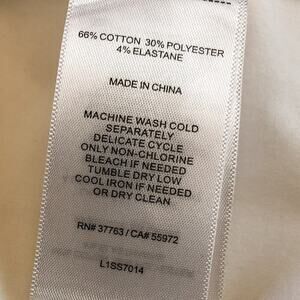 66% COTTON 30% POLYESTER
4% ELASTANE
MADE IN CHINA
MACHINE WASH COLD
SEPARATELY
DELICATE CYCLE
ONLY NON-CHLORINE
BLEACH IF NEEDED
TUMBLE DRY LOW
COOL IRON IF NEEDED
OR DRY CLEAN
RN# 37763 / CA# 55972
L1SS7014